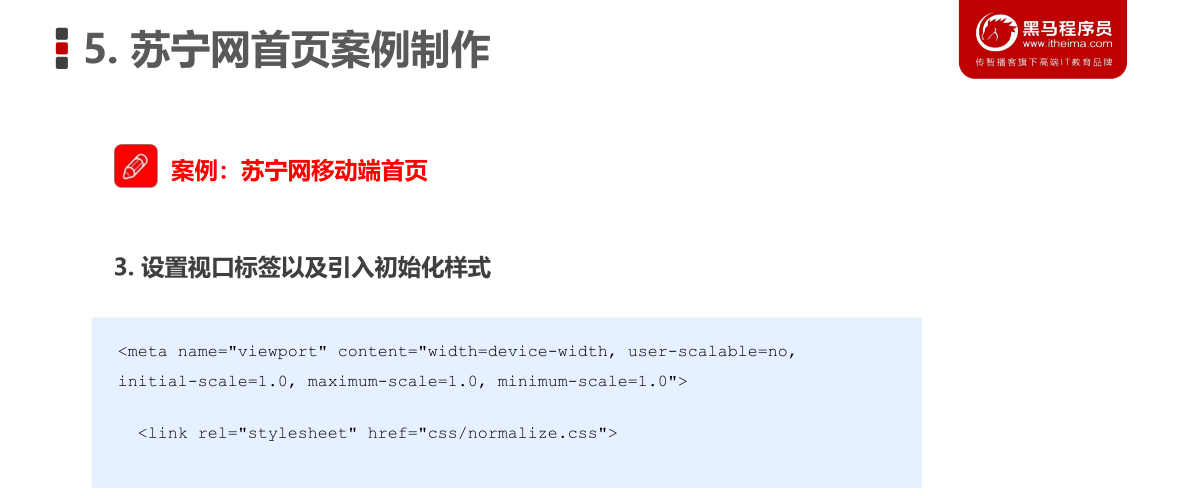 5. 苏宁网首页案例制作
黑马程序员
www.itheima.com
传智播客旗下高端IT教育品牌
案例：苏宁网移动端首页
3. 设置视口标签以及引入初始化样式
<meta name="viewport" content="width=device-width, user-scalable=no,
initial-scale=1.0, maximum-scale=1.0, minimum-scale=1.0">
<link rel="stylesheet" href="css/normalize.css">